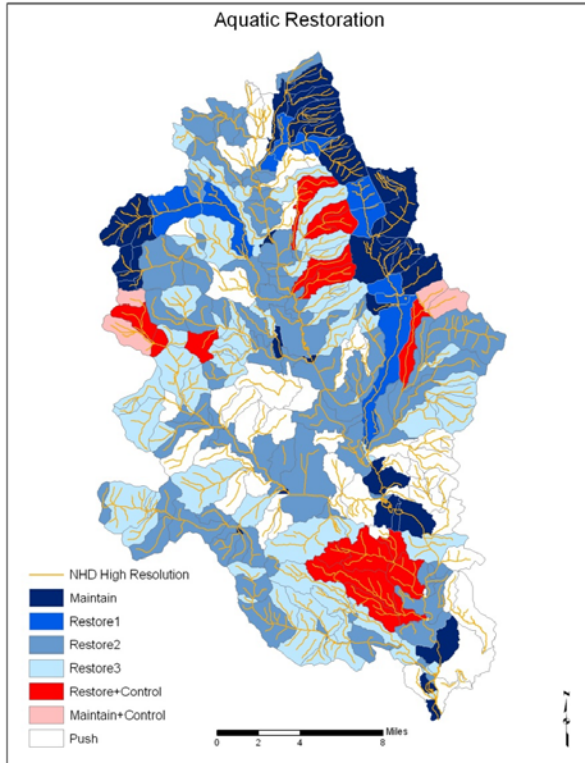 Aquatic Restoration
NHD High Resolution
Maintain
Restore1
Restore2
Restore3
Restore+Control
Maintain+Control
Push
Miles
0 2 4 8